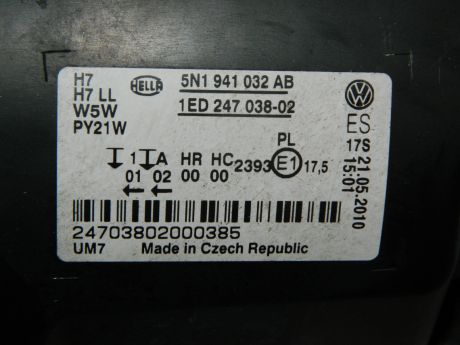 H7
H7 LL
W5W
PY21W
HELLA
5N1 941 032 AB
1ED 247 038-02
ES
17S
21.05.2010
15:01
PL
1 A HR HC 2393 E1 17,5
01 02 00 00
24703802000385
UM7 Made in Czech Republic